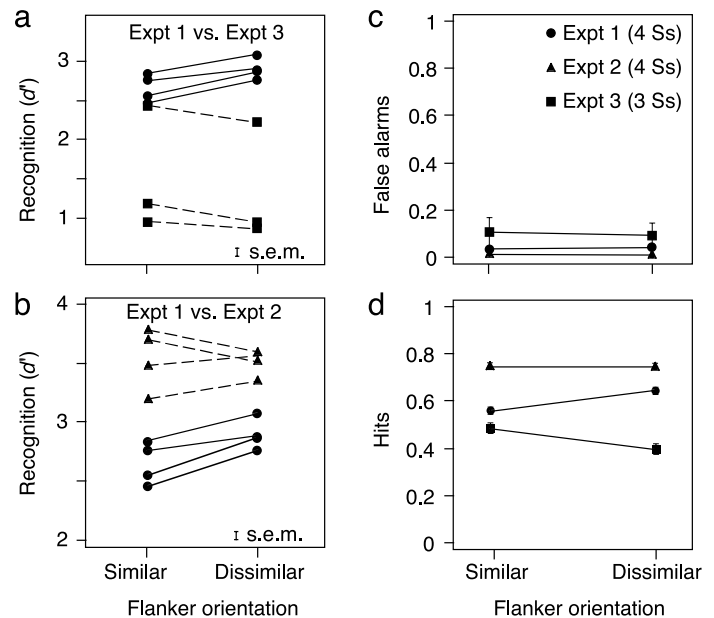 a
Expt 1 vs. Expt 3
Recognition (d')
3
2
1
s.e.m.
b
Expt 1 vs. Expt 2
Recognition (d')
4
3
2
s.e.m.
Similar Dissimilar
Flanker orientation
c
Expt 1 (4 Ss)
Expt 2 (4 Ss)
Expt 3 (3 Ss)
False alarms
1
0.8
0.6
0.4
0.2
0
d
Hits
1
0.8
0.6
0.4
0.2
0
Similar Dissimilar
Flanker orientation